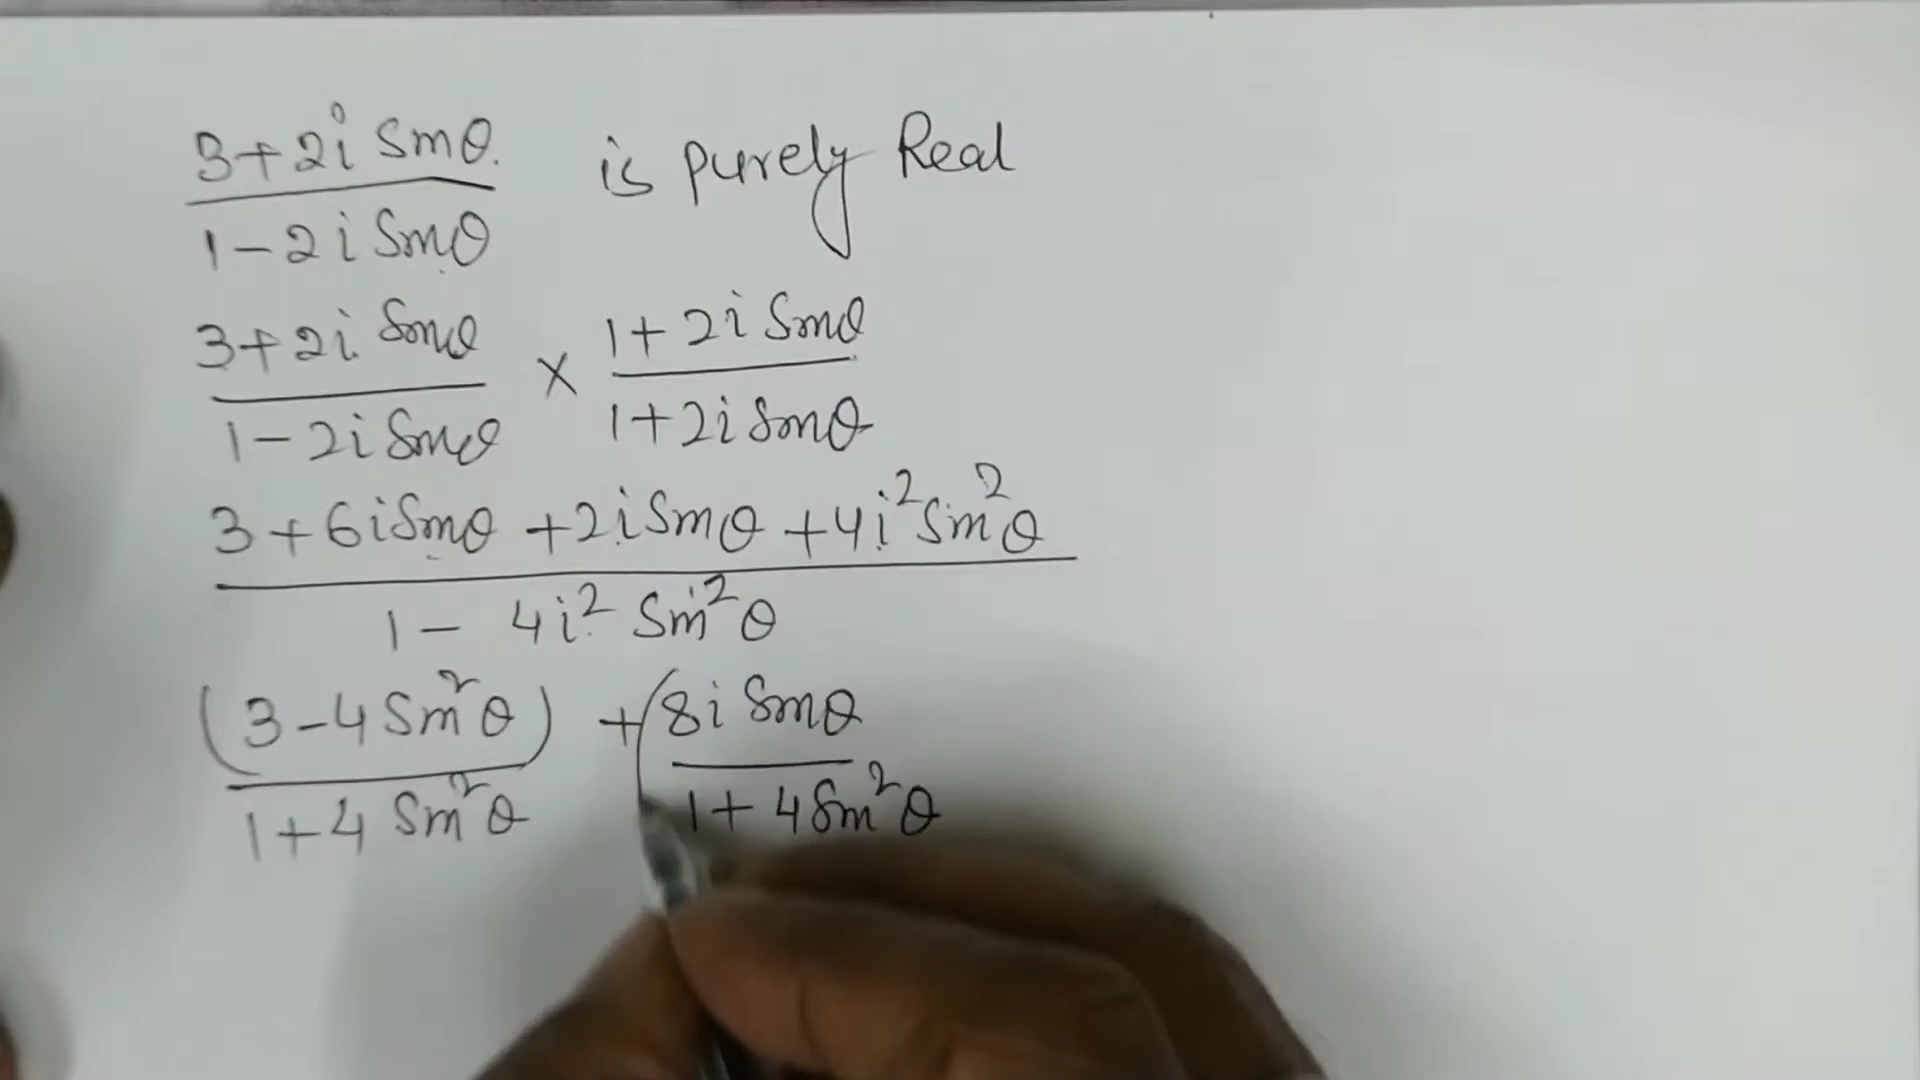 3+2i Sinθ / 1-2i Sinθ is purely Real
3+2i Sinθ / 1-2i Sinθ × 1+2i Sinθ / 1+2i Sinθ
3+6i Sinθ +2i Sinθ +4i² Sin²θ
1 - 4i² Sin²θ
(3-4 Sin²θ) / 1+4 Sin²θ + (8i Sinθ / 1+4 Sin²θ